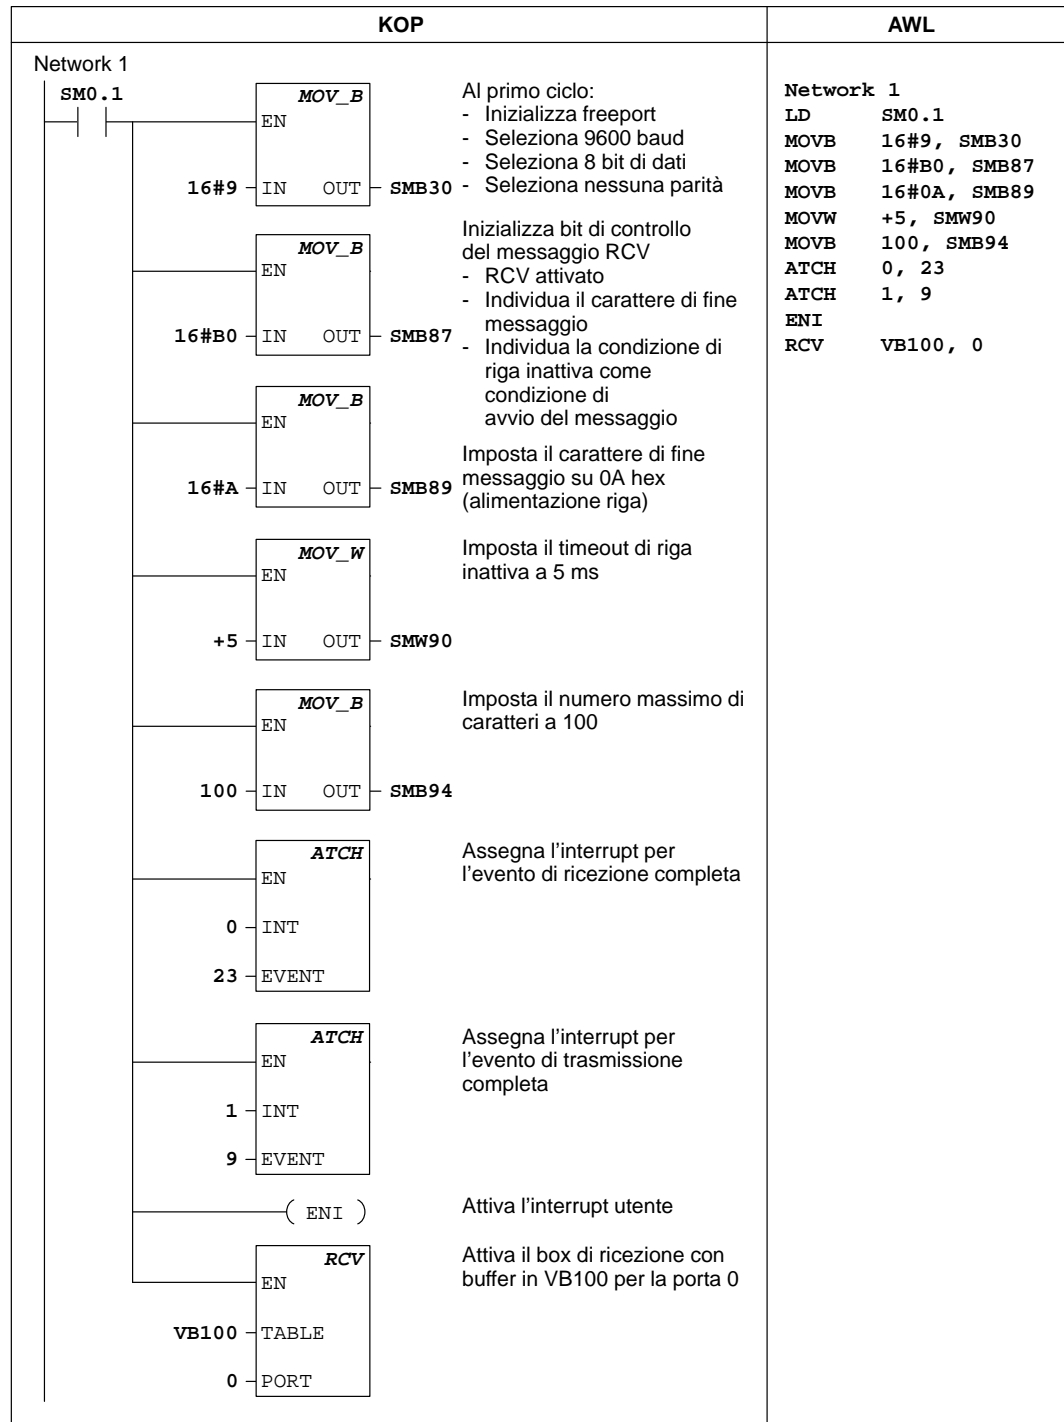 KOP
AWL
Network 1
SM0.1
MOV_B
EN
16#9 IN OUT SMB30
Al primo ciclo:
- Inizializza freeport
- Seleziona 9600 baud
- Seleziona 8 bit di dati
- Seleziona nessuna parità
MOV_B
EN
16#B0 IN OUT SMB87
Inizializza bit di controllo
del messaggio RCV
- RCV attivato
- Individua il carattere di fine
messaggio
- Individua la condizione di
riga inattiva come
condizione di
avvio del messaggio
MOV_B
EN
16#A IN OUT SMB89
Imposta il carattere di fine
messaggio su 0A hex
(alimentazione riga)
MOV_W
EN
+5 IN OUT SMW90
Imposta il timeout di riga
inattiva a 5 ms
MOV_B
EN
100 IN OUT SMB94
Imposta il numero massimo di
caratteri a 100
ATCH
EN
0 INT
23 EVENT
Assegna l'interrupt per
l'evento di ricezione completa
ATCH
EN
1 INT
9 EVENT
Assegna l'interrupt per
l'evento di trasmissione
completa
( ENI )
Attiva l'interrupt utente
RCV
EN
VB100 TABLE
0 PORT
Attiva il box di ricezione con
buffer in VB100 per la porta 0
Network 1
LD SM0.1
MOVB 16#9, SMB30
MOVB 16#B0, SMB87
MOVB 16#0A, SMB89
MOVW +5, SMW90
MOVB 100, SMB94
ATCH 0, 23
ATCH 1, 9
ENI
RCV VB100, 0